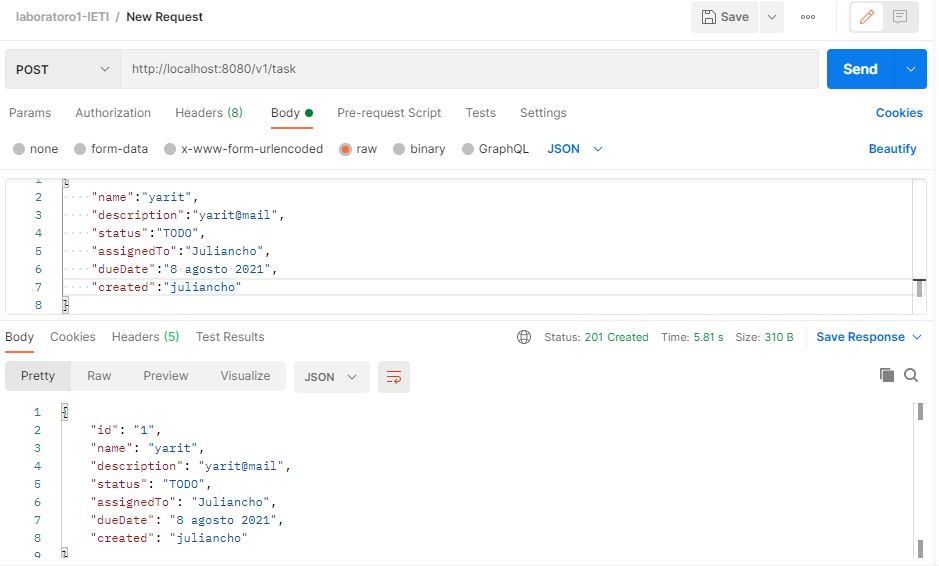 laboratoro1-IETI / New Request
Save
POST http://localhost:8080/v1/task Send
Params Authorization Headers (8) Body Pre-request Script Tests Settings Cookies
none form-data x-www-form-urlencoded raw binary GraphQL JSON Beautify
1 {
2 "name":"yarit",
3 "description":"yarit@mail",
4 "status":"TODO",
5 "assignedTo":"Juliancho",
6 "dueDate":"8 agosto 2021",
7 "created":"juliancho"
8 }
Body Cookies Headers (5) Test Results Status: 201 Created Time: 5.81 s Size: 310 B Save Response
Pretty Raw Preview Visualize JSON
1 {
2 "id": "1",
3 "name": "yarit",
4 "description": "yarit@mail",
5 "status": "TODO",
6 "assignedTo": "Juliancho",
7 "dueDate": "8 agosto 2021",
8 "created": "juliancho"
9 }